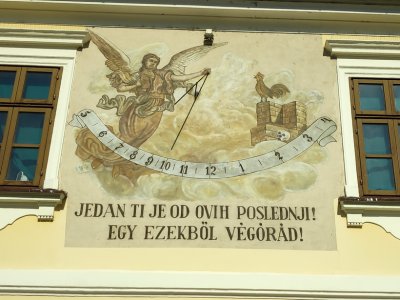 5 6 7 8 9 10 11 12 1 2 3 4
JEDAN TI JE OD OVIH POSLEDNJI!
EGY EZEKBÖL VÉGÓRÁD!